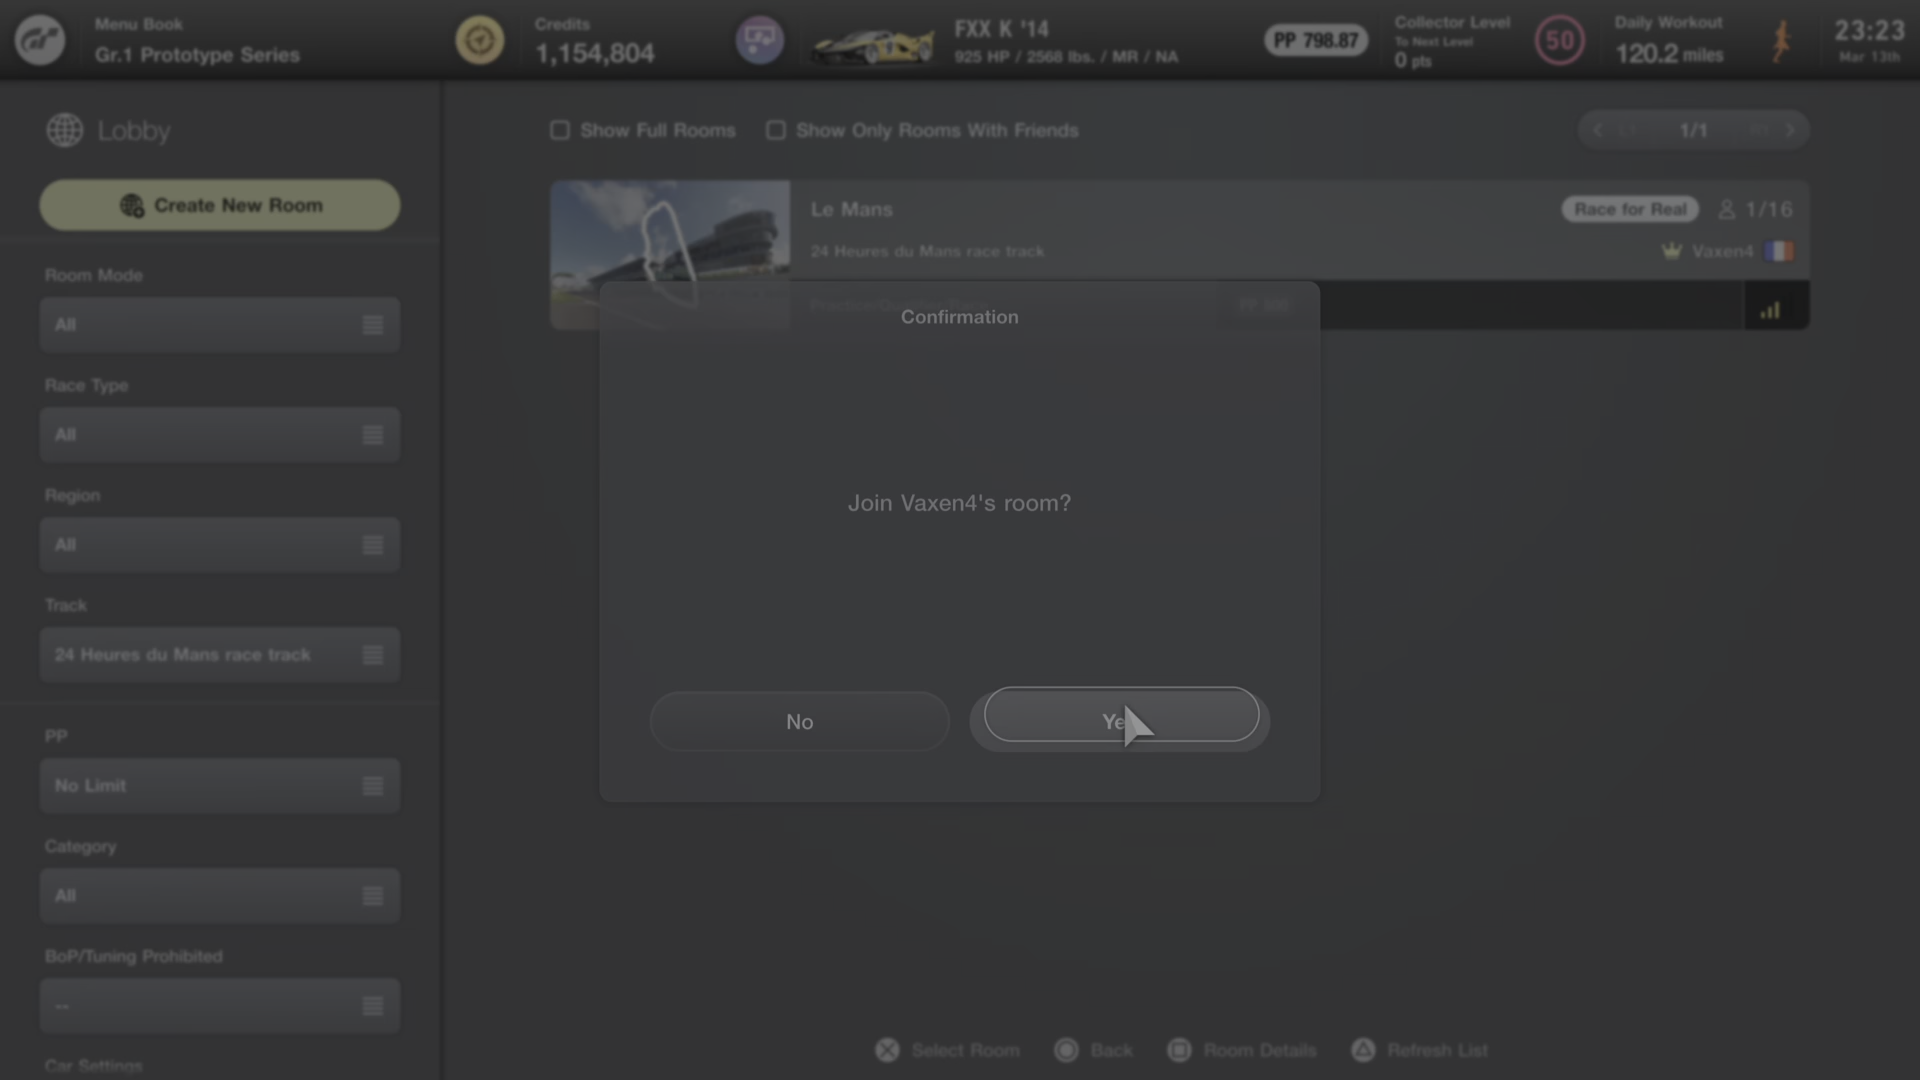 Menu Book
Gr.1 Prototype Series
Credits
1,154,804
FXX K '14
925 HP / 2568 lbs. / MR / NA
PP 798.87
Collector Level
To Next Level
0 pts
50
Daily Workout
120.2 miles
23:23
Mar 13th
Lobby
Create New Room
Room Mode
All
Race Type
All
Region
All
Track
24 Heures du Mans race track
PP
No Limit
Category
All
BoP/Tuning Prohibited
--
Car Settings
Show Full Rooms
Show Only Rooms With Friends
1/1
Le Mans
Race for Real
1/16
24 Heures du Mans race track
Vaxen4
Confirmation
Join Vaxen4's room?
No
Select Room
Back
Room Details
Refresh List